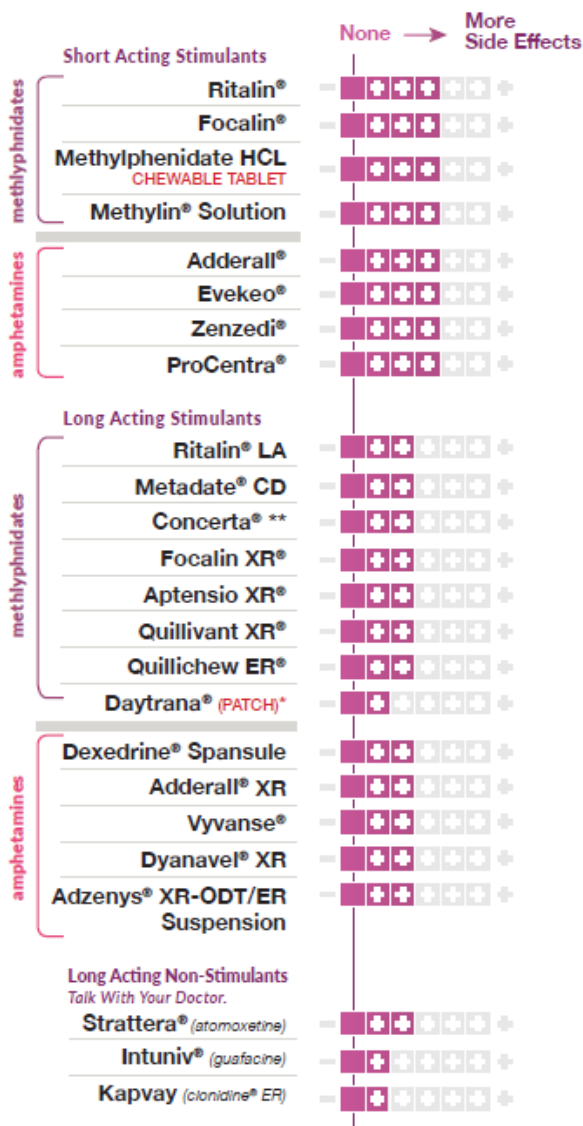 None → More
Side Effects
Short Acting Stimulants
methlyphnidates
Ritalin®
Focalin®
Methylphenidate HCL
CHEWABLE TABLET
Methylin® Solution
amphetamines
Adderall®
Evekeo®
Zenzedi®
ProCentra®
Long Acting Stimulants
methlyphnidates
Ritalin® LA
Metadate® CD
Concerta® **
Focalin XR®
Aptensio XR®
Quillivant XR®
Quillichew ER®
Daytrana® (PATCH)*
amphetamines
Dexedrine® Spansule
Adderall® XR
Vyvanse®
Dyanavel® XR
Adzenys® XR-ODT/ER
Suspension
Long Acting Non-Stimulants
Talk With Your Doctor.
Strattera® (atomoxetine)
Intuniv® (guafacine)
Kapvay (clonidine® ER)